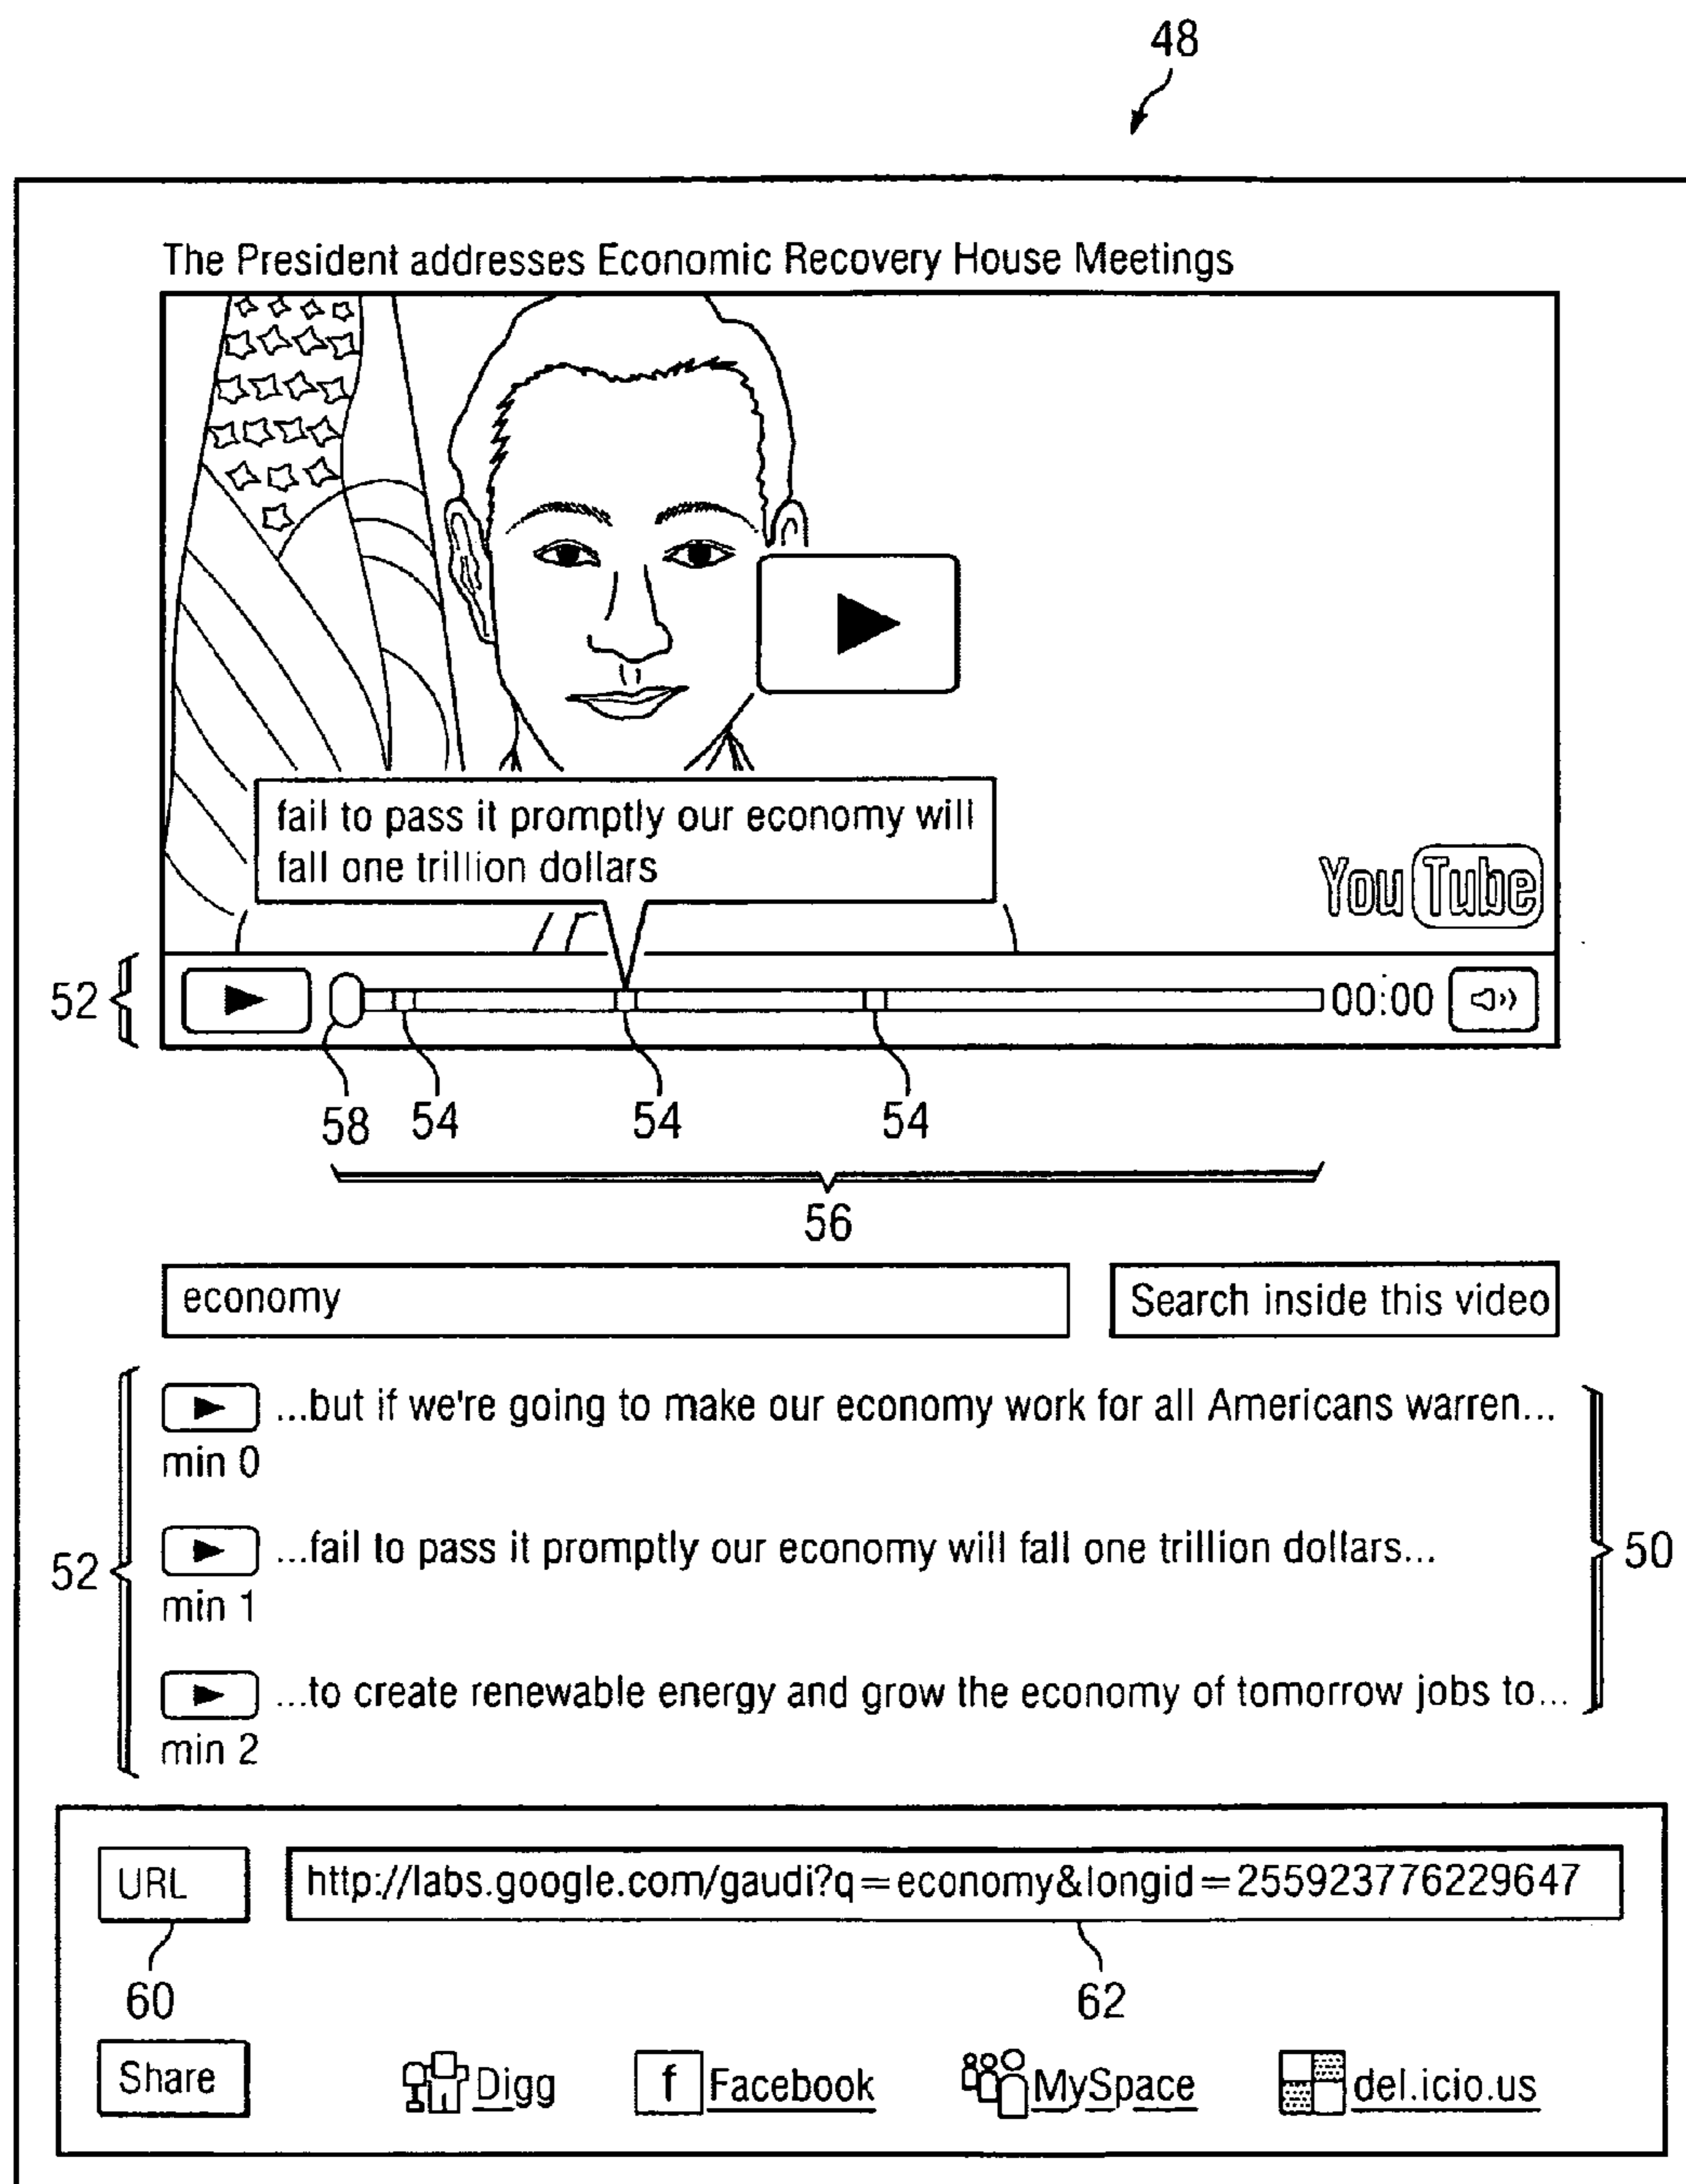 48
The President addresses Economic Recovery House Meetings
fail to pass it promptly our economy will
fall one trillion dollars
YouTube
52
00:00
58 54 54 54
56
economy
Search inside this video
...but if we're going to make our economy work for all Americans warren...
min 0
52
...fail to pass it promptly our economy will fall one trillion dollars...
50
min 1
...to create renewable energy and grow the economy of tomorrow jobs to...
min 2
URL
http://labs.google.com/gaudi?q=economy&longid=255923776229647
60
62
Share
Digg
f Facebook
MySpace
del.icio.us